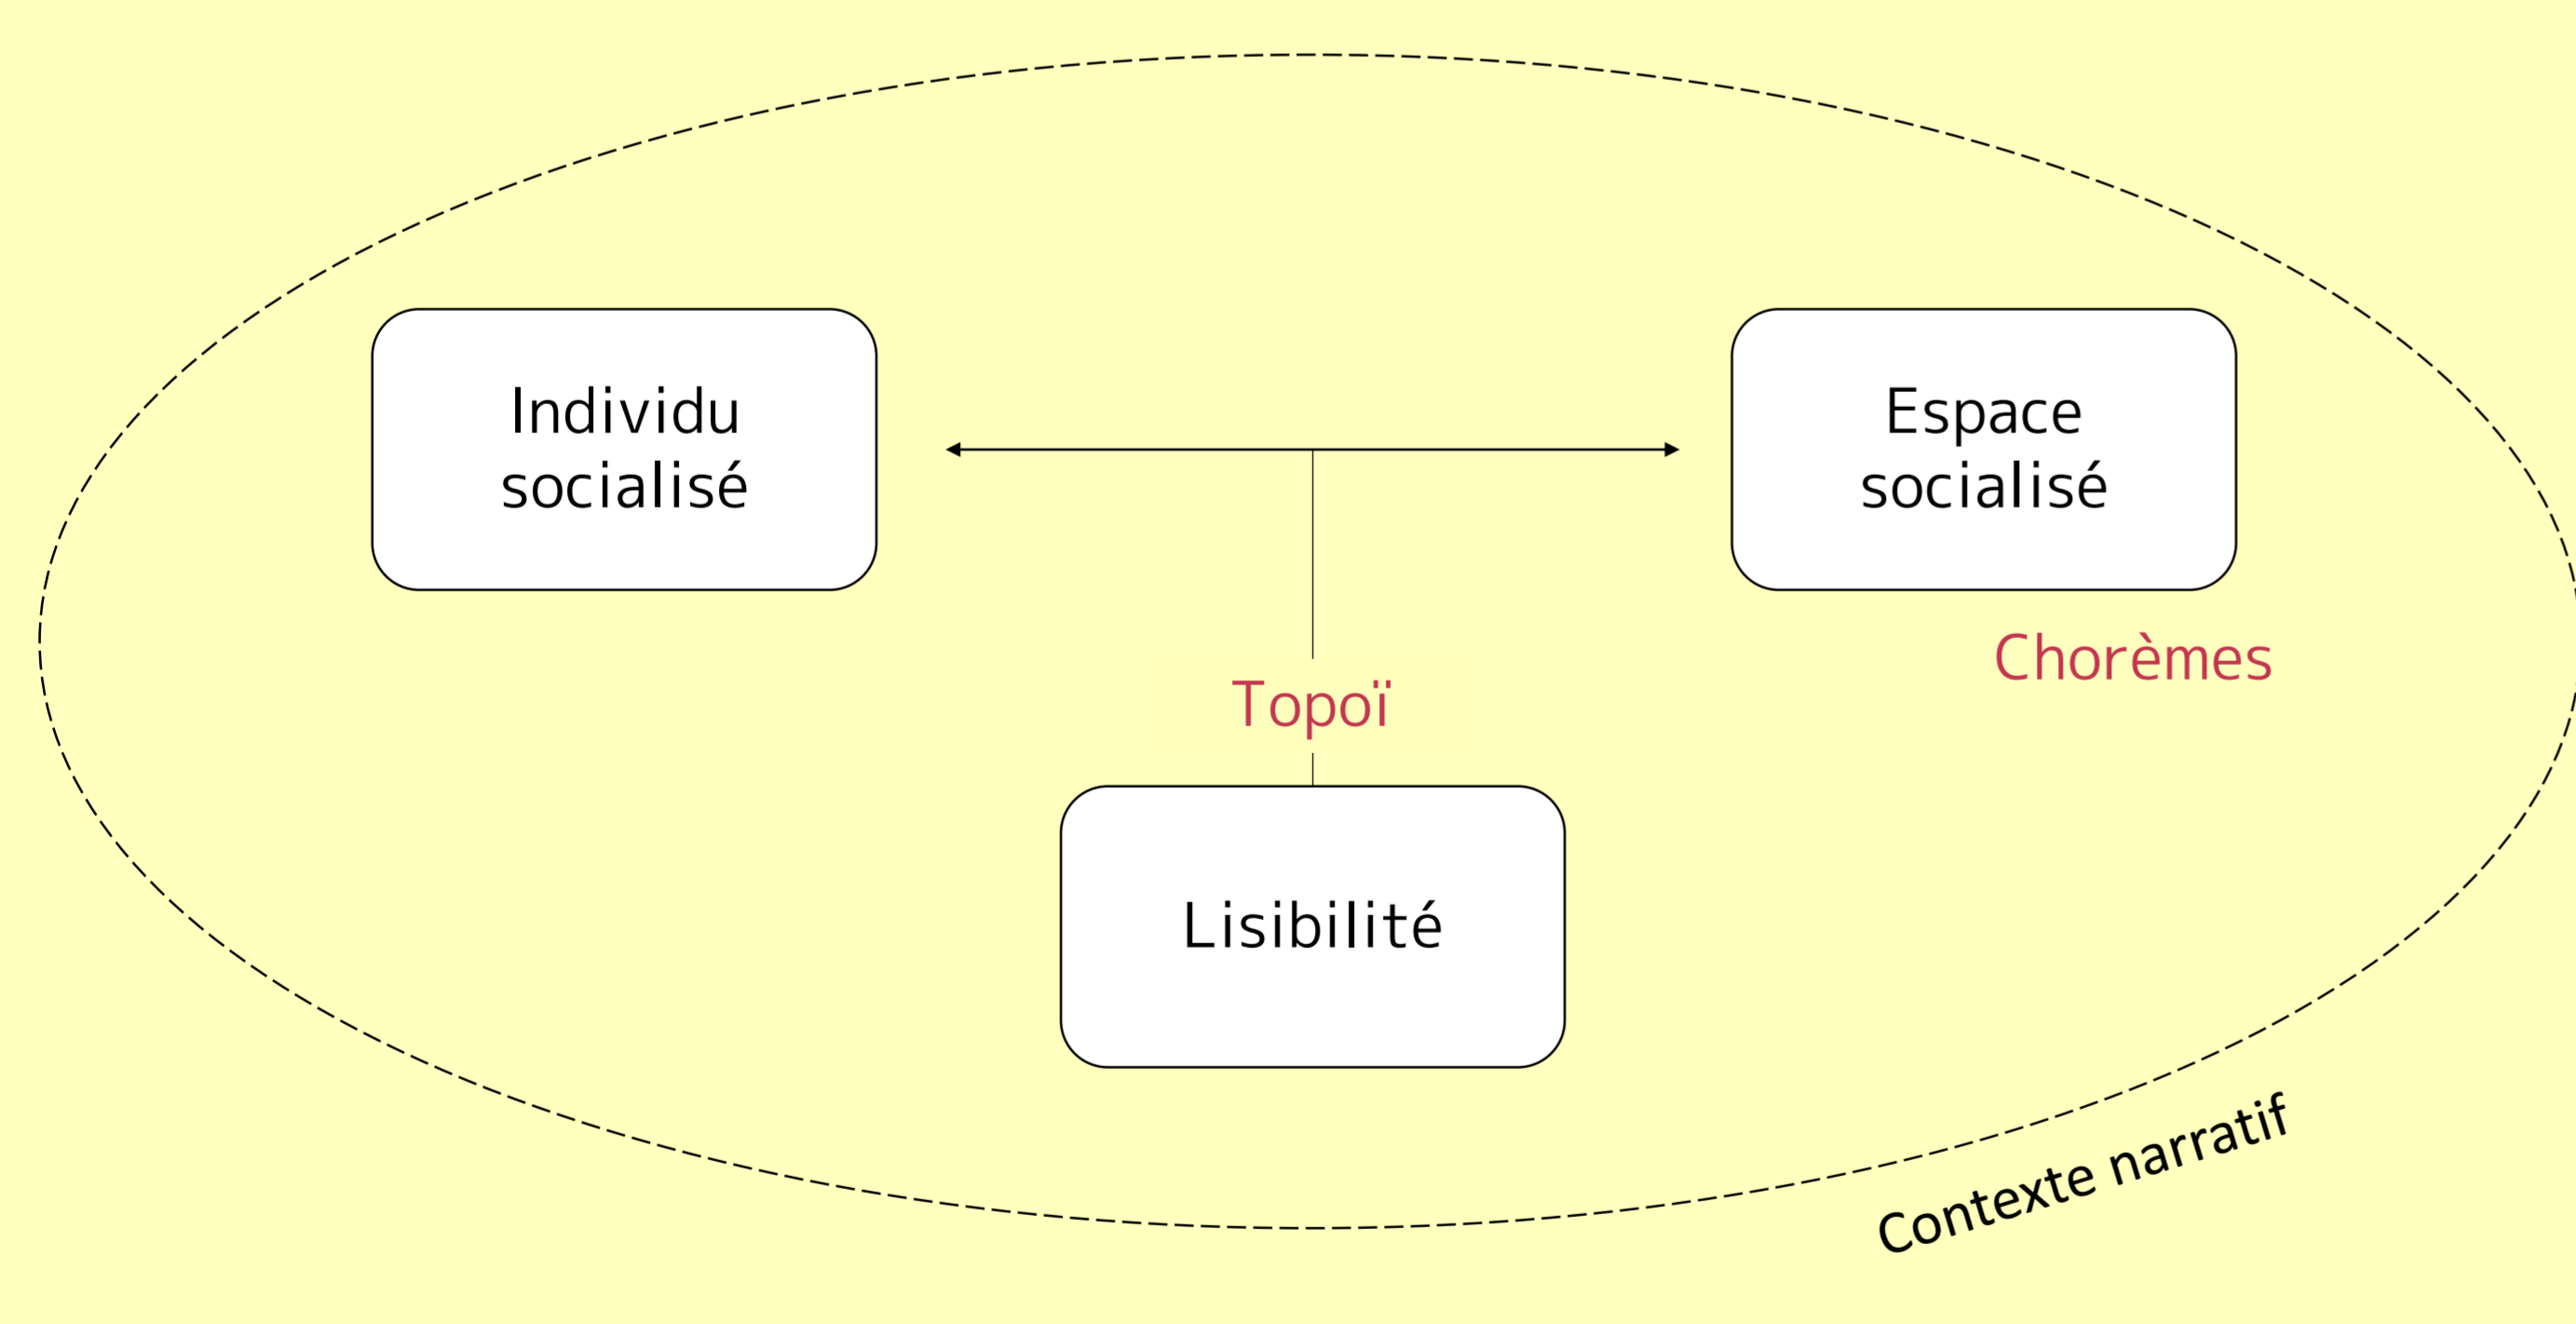 Individu
socialisé
Espace
socialisé
Chorèmes
Topoï
Lisibilité
Contexte narratif